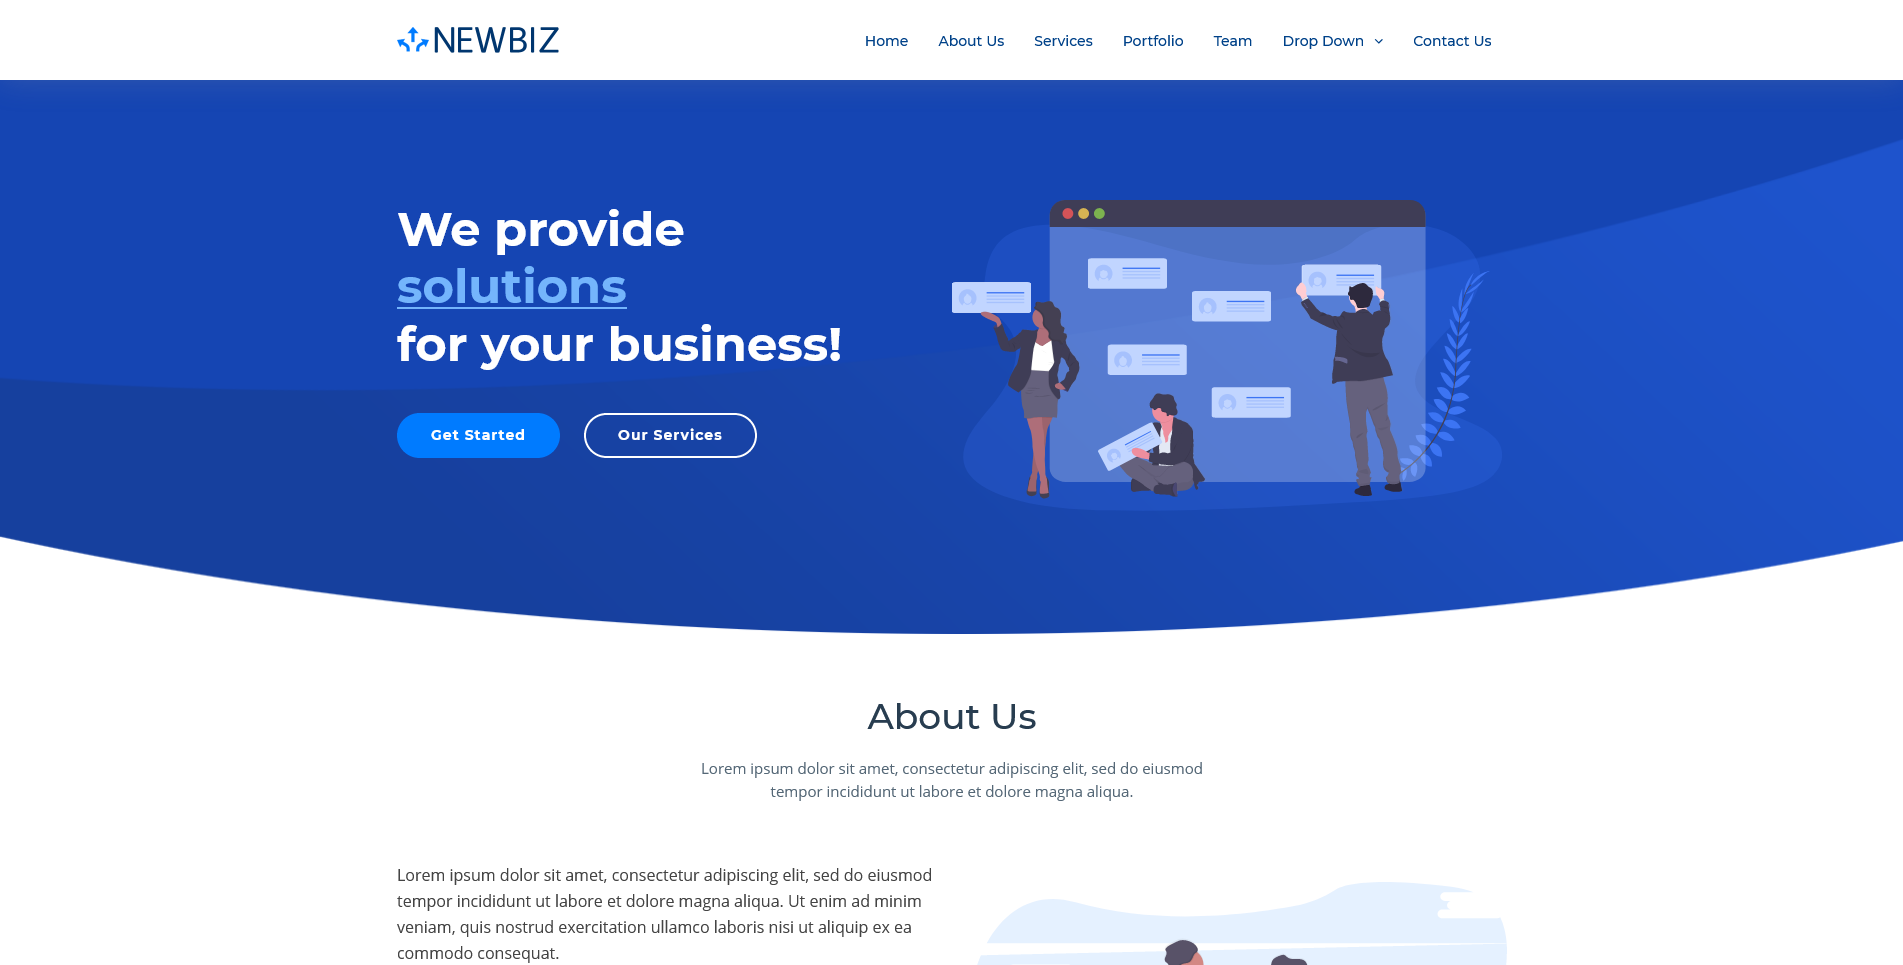 NEWBIZ
Home About Us Services Portfolio Team Drop Down Contact Us
We provide
solutions
for your business!
Get Started Our Services
About Us
Lorem ipsum dolor sit amet, consectetur adipiscing elit, sed do eiusmod
tempor incididunt ut labore et dolore magna aliqua.
Lorem ipsum dolor sit amet, consectetur adipiscing elit, sed do eiusmod
tempor incididunt ut labore et dolore magna aliqua. Ut enim ad minim
veniam, quis nostrud exercitation ullamco laboris nisi ut aliquip ex ea
commodo consequat.